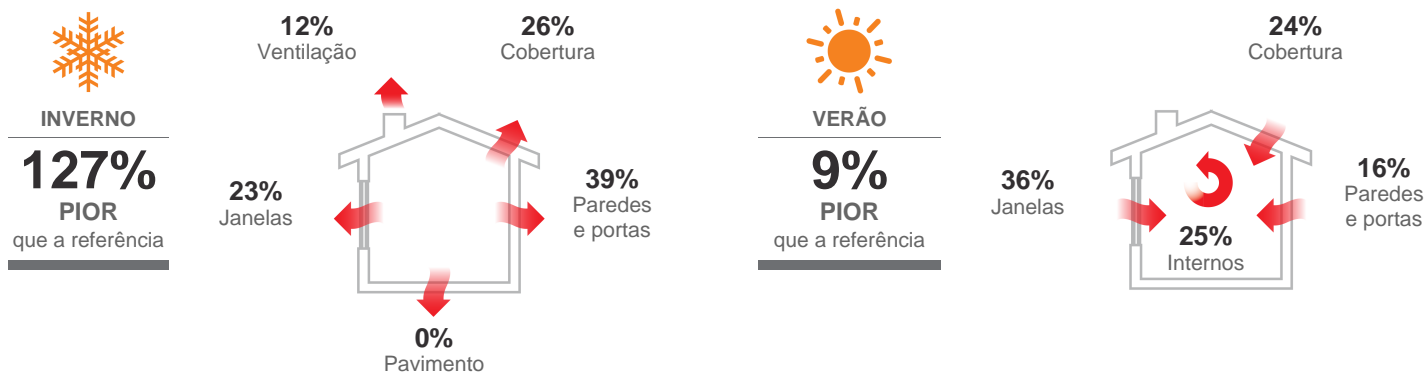 INVERNO
127%
PIOR
que a referência
12%
Ventilação
26%
Cobertura
23%
Janelas
39%
Paredes
e portas
0%
Pavimento
VERÃO
9%
PIOR
que a referência
24%
Cobertura
36%
Janelas
16%
Paredes
e portas
25%
Internos